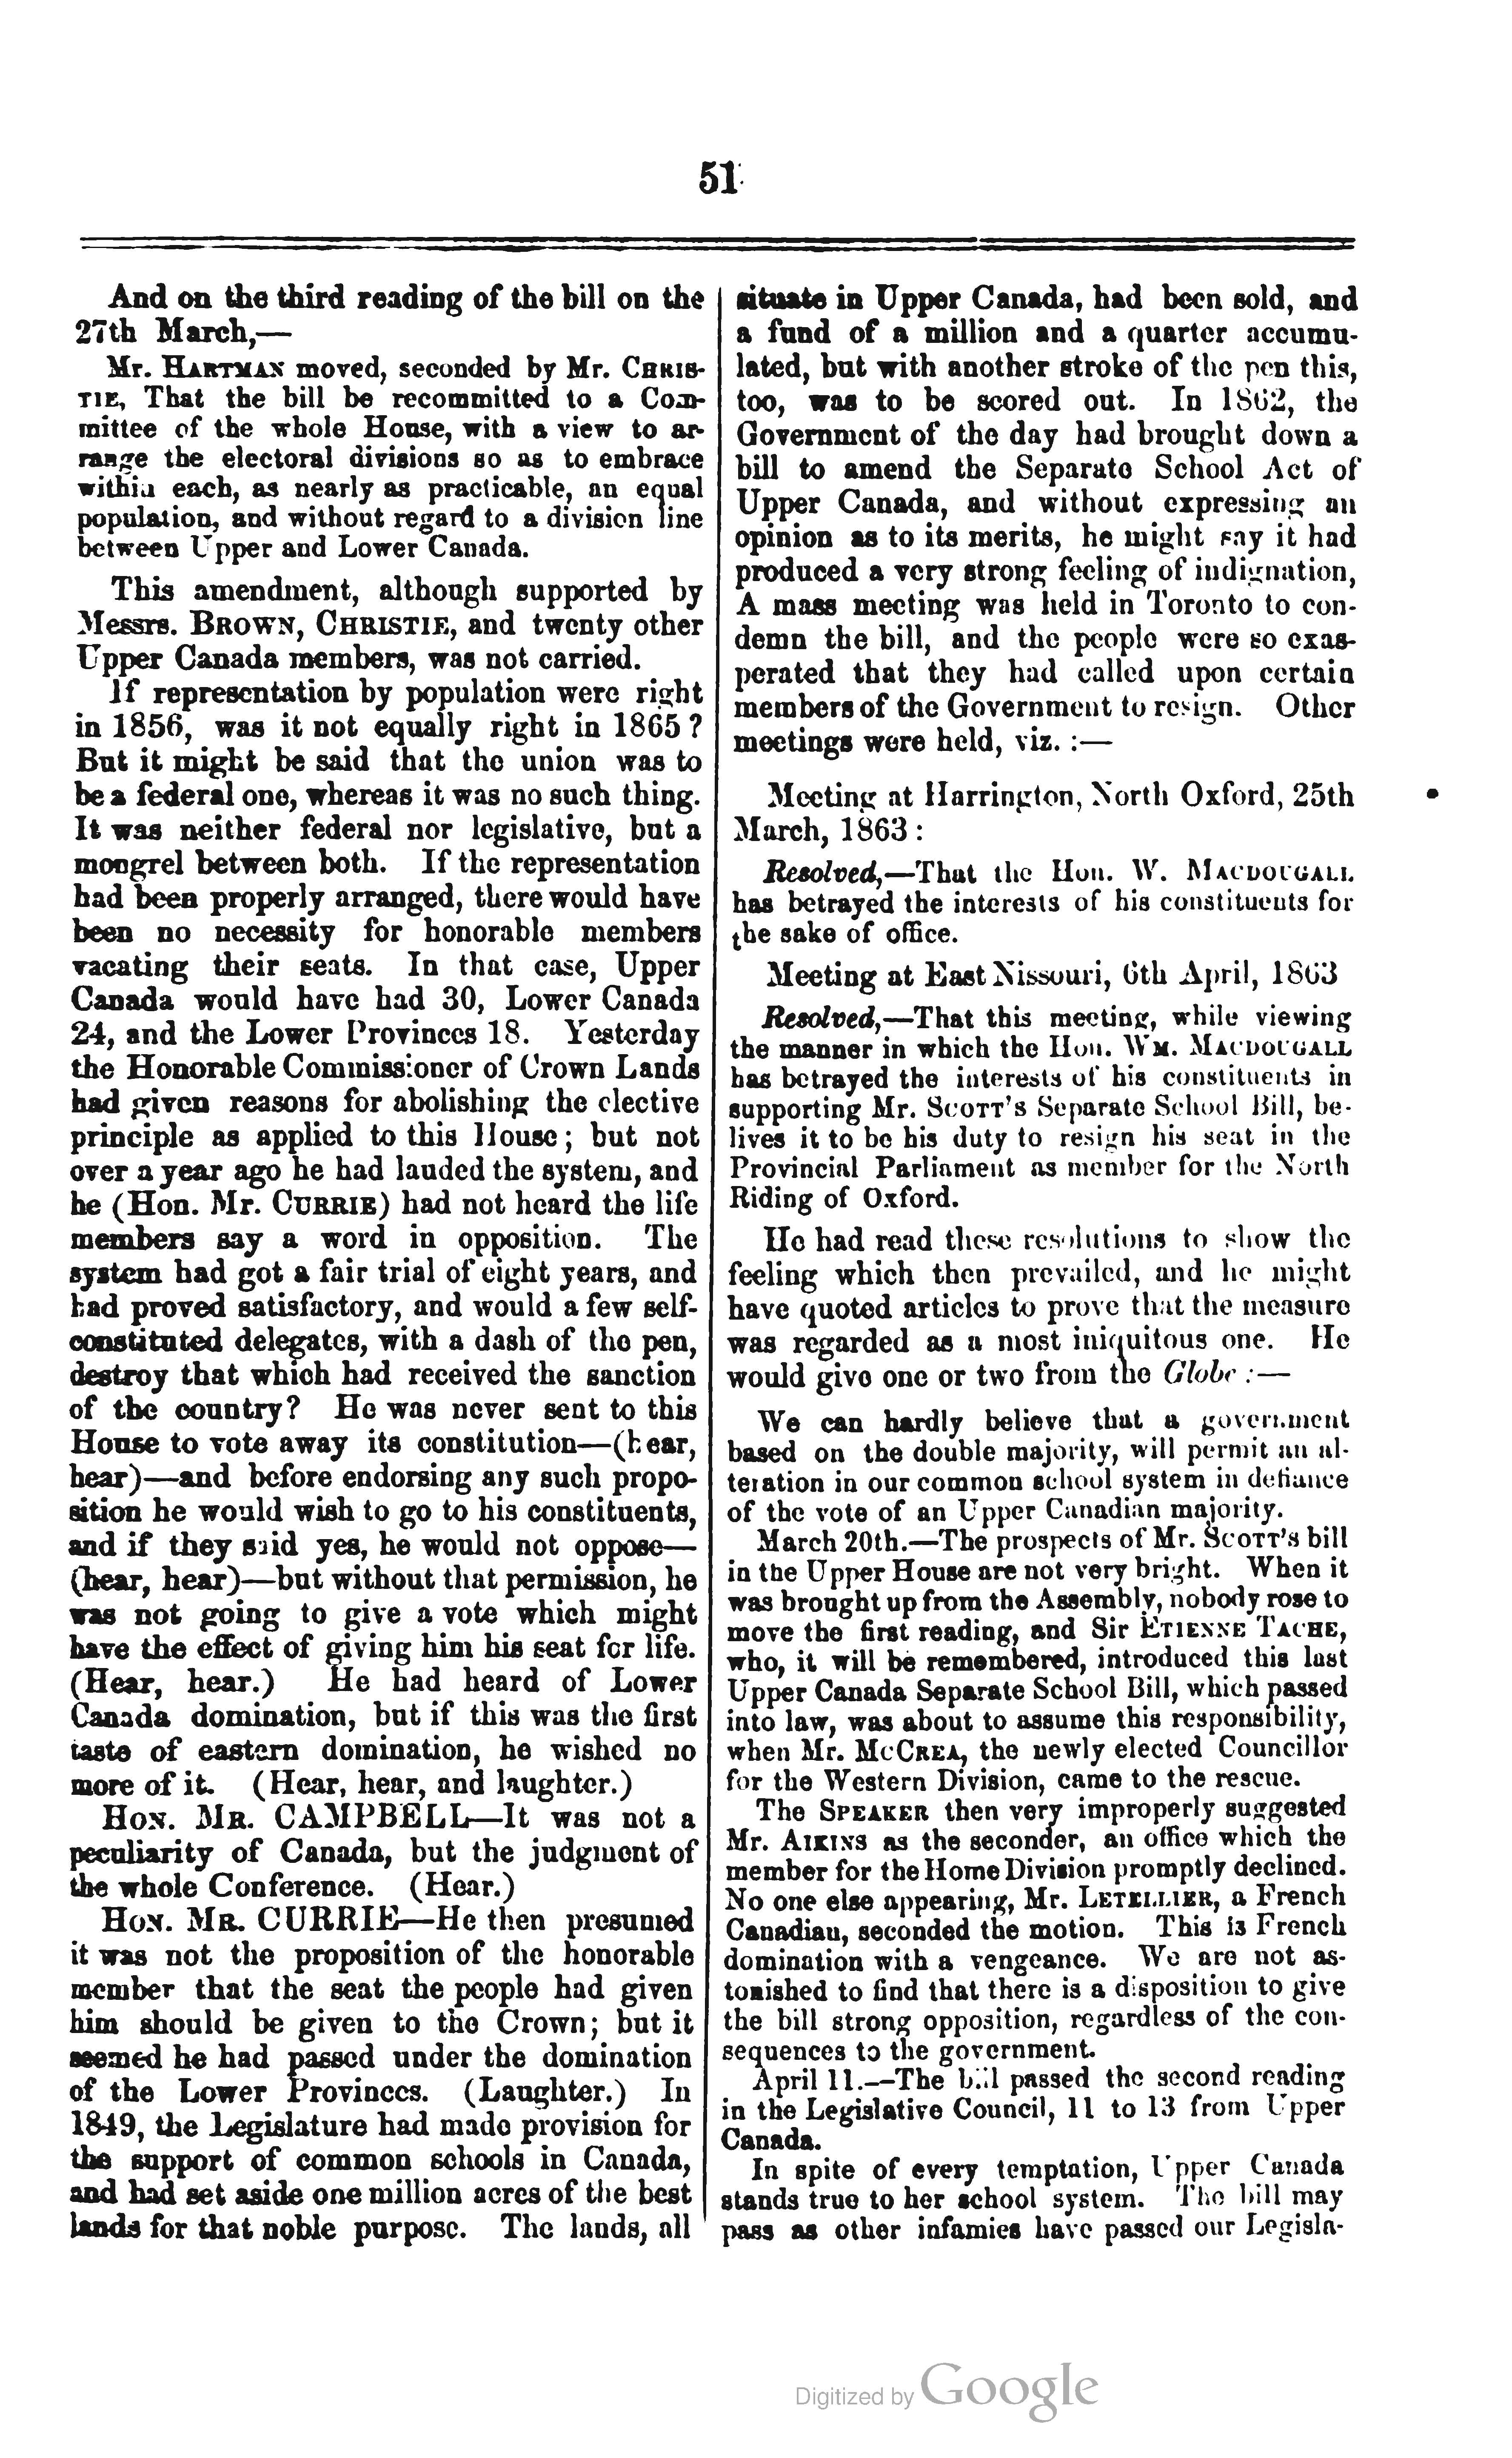 51
And on the third reading of the bill on the
27th March,—
Mr. HARTMAN moved, seconded by Mr. CHRIS-
TIE, That the bill be recommitted to a Com-
mittee of the whole House, with a view to ar-
range the electoral divisions so as to embrace
within each, as nearly as practicable, an equal
population, and without regard to a division line
between Upper and Lower Canada.
This amendment, although supported by
Messrs. BROWN, CHRISTIE, and twenty other
Upper Canada members, was not carried.
If representation by population were right
in 1856, was it not equally right in 1865?
But it might be said that the union was to
be a federal one, whereas it was no such thing.
It was neither federal nor legislative, but a
mongrel between both. If the representation
had been properly arranged, there would have
been no necessity for honorable members
vacating their seats. In that case, Upper
Canada would have had 30, Lower Canada
24, and the Lower Provinces 18. Yesterday
the Honorable Commissioner of Crown Lands
had given reasons for abolishing the elective
principle as applied to this House; but not
over a year ago he had lauded the system, and
he (Hon. Mr. CURRIE) had not heard the life
members say a word in opposition. The
system had got a fair trial of eight years, and
had proved satisfactory, and would a few self-
constituted delegates, with a dash of the pen,
destroy that which had received the sanction
of the country? He was never sent to this
House to vote away its constitution—(hear,
hear)—and before endorsing any such propo-
sition he would wish to go to his constituents,
and if they said yes, he would not oppose—
(hear, hear)—but without that permission, he
was not going to give a vote which might
have the effect of giving him his seat for life.
(Hear, hear.) He had heard of Lower
Canada domination, but if this was the first
taste of eastern domination, he wished no
more of it. (Hear, hear, and laughter.)
HON. MR. CAMPBELL—It was not a
peculiarity of Canada, but the judgment of
the whole Conference. (Hear.)
HON. MR. CURRIE—He then presumed
it was not the proposition of the honorable
member that the seat the people had given
him should be given to the Crown; but it
seemed he had passed under the domination
of the Lower Provinces. (Laughter.) In
1849, the Legislature had made provision for
the support of common schools in Canada,
and had set aside one million acres of the best
lands for that noble purpose. The lands, all
situate in Upper Canada, had been sold, and
a fund of a million and a quarter accumu-
lated, but with another stroke of the pen this,
too, was to be scored out. In 1862, the
Government of the day had brought down a
bill to amend the Separate School Act of
Upper Canada, and without expressing an
opinion as to its merits, he might say it had
produced a very strong feeling of indignation,
A mass meeting was held in Toronto to con-
demn the bill, and the people were so exas-
perated that they had called upon certain
members of the Government to resign. Other
meetings were held, viz. :—
Meeting at Harrington, North Oxford, 25th
March, 1863 :
Resolved,—That the Hon. W. MACDOUGALL
has betrayed the interests of his constituents for
the sake of office.
Meeting at East Nissouri, 6th April, 1863
Resolved,—That this meeting, while viewing
the manner in which the Hon. WM. MACDOUGALL
has betrayed the interests of his constituents in
supporting Mr. SCOTT'S Separate School Bill, be-
lives it to be his duty to resign his seat in the
Provincial Parliament as member for the North
Riding of Oxford.
He had read these resolutions to show the
feeling which then prevailed, and he might
have quoted articles to prove that the measure
was regarded as a most iniquitous one. He
would give one or two from the Globe :—
We can hardly believe that a government
based on the double majority, will permit an al-
teration in our common school system in defiance
of the vote of an Upper Canadian majority.
March 20th.—The prospects of Mr. SCOTT'S bill
in the Upper House are not very bright. When it
was brought up from the Assembly, nobody rose to
move the first reading, and Sir ETIENNE TACHE,
who, it will be remembered, introduced this last
Upper Canada Separate School Bill, which passed
into law, was about to assume this responsibility,
when Mr. MCCREA, the newly elected Councillor
for the Western Division, came to the rescue.
The SPEAKER then very improperly suggested
Mr. AIKINS as the seconder, an office which the
member for the Home Division promptly declined.
No one else appearing, Mr. LETELLIER, a French
Canadian, seconded the motion. This is French
domination with a vengeance. We are not as-
tonished to find that there is a disposition to give
the bill strong opposition, regardless of the con-
sequences to the government.
April 11.—The bill passed the second reading
in the Legislative Council, 11 to 13 from Upper
Canada.
In spite of every temptation, Upper Canada
stands true to her school system. The bill may
pass as other infamies have passed our Legisla-
Digitized by Google